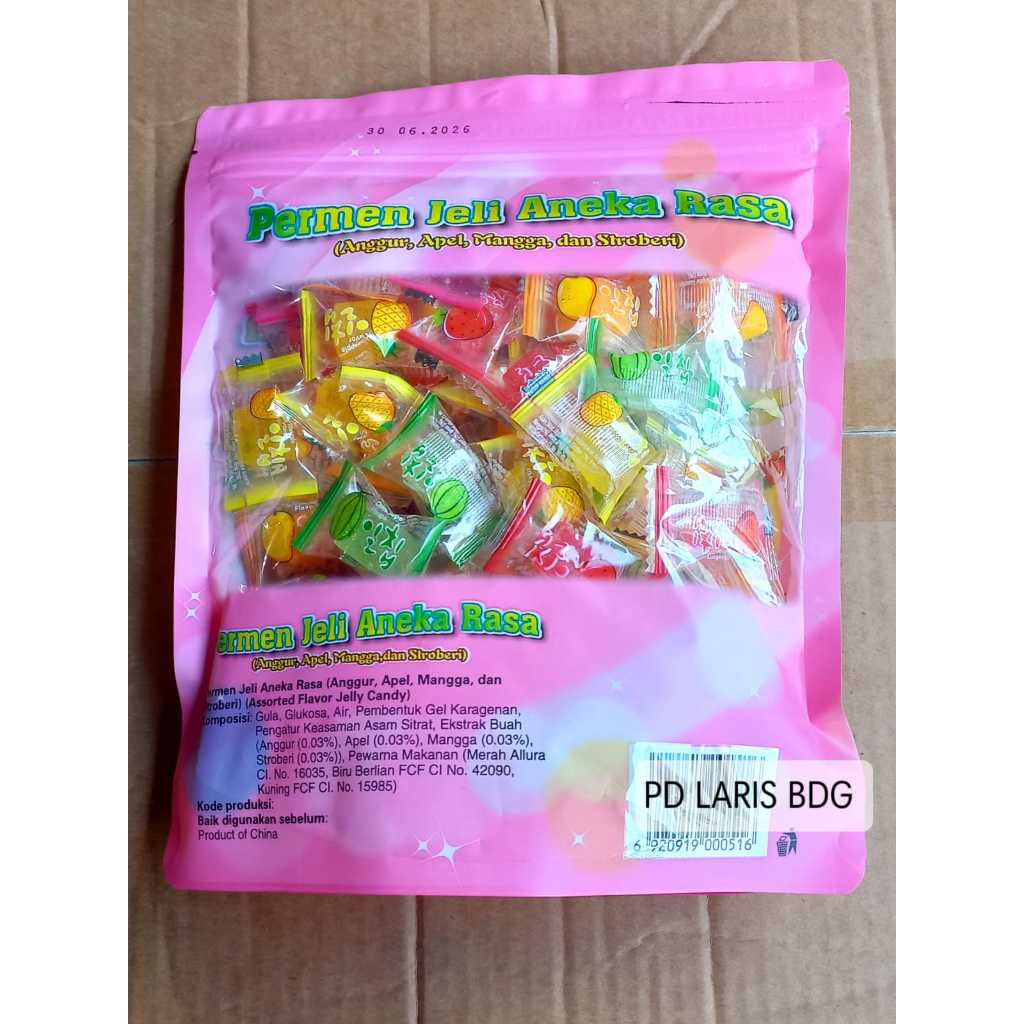 30 06.2026
Permen Jeli Aneka Rasa
(Anggur, Apel, Mangga, dan Stroberi)
ermen Jeli Aneka Rasa
(Anggur, Apel, Mangga,dan Stroberi)
ermen Jeli Aneka Rasa (Anggur, Apel, Mangga, dan
troberi) (Assorted Flavor Jelly Candy)
omposisi: Gula, Glukosa, Air, Pembentuk Gel Karagenan,
Pengatur Keasaman Asam Sitrat, Ekstrak Buah
(Anggur (0.03%), Apel (0.03%), Mangga (0.03%),
Stroberi (0.03%)), Pewarna Makanan (Merah Allura
CI. No. 16035, Biru Berlian FCF CI No. 42090,
Kuning FCF CI. No. 15985)
Kode produksi:
Baik digunakan sebelum:
Product of China
PD LARIS BDG
6 920919 000516